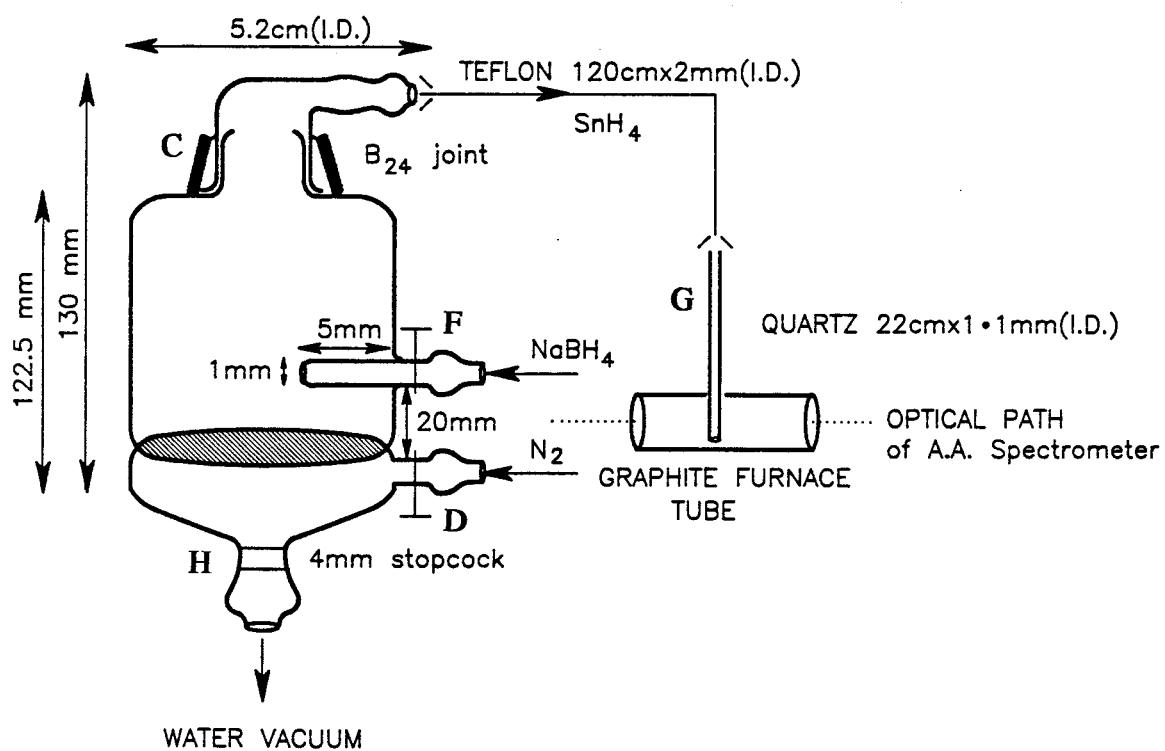 5.2cm(I.D.)
TEFLON 120cmx2mm(I.D.)
SnH4
C
B24 joint
130 mm
122.5 mm
G
F
5mm
QUARTZ 22cmx1•1mm(I.D.)
NaBH4
1mm
20mm
OPTICAL PATH
of A.A. Spectrometer
N2
GRAPHITE FURNACE
TUBE
D
H
4mm stopcock
WATER VACUUM